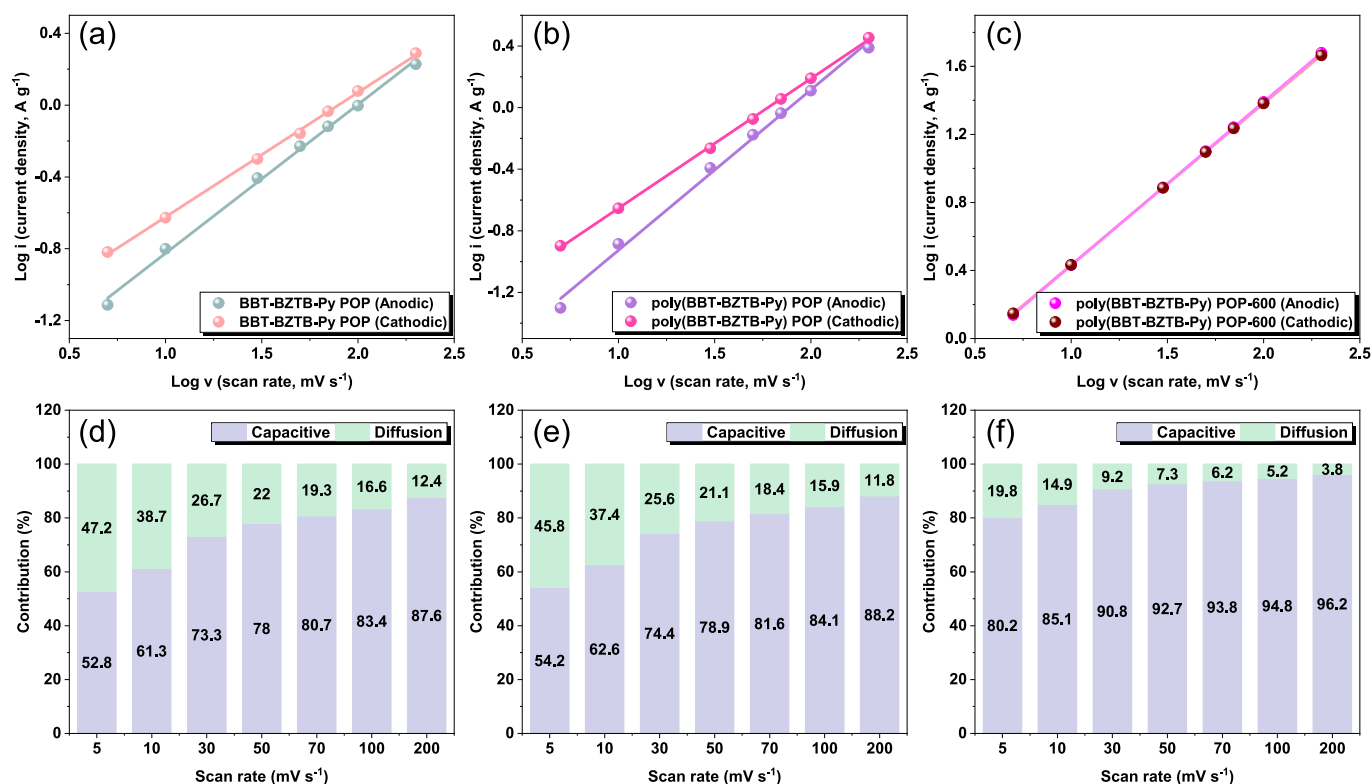 (a)
Log i (current density, A g⁻¹)
0.4
0.0
-0.4
-0.8
-1.2
BBT-BZTB-Py POP (Anodic)
BBT-BZTB-Py POP (Cathodic)
0.5 1.0 1.5 2.0 2.5
Log v (scan rate, mV s⁻¹)
(b)
Log i (current density, A g⁻¹)
0.4
0.0
-0.4
-0.8
-1.2
poly(BBT-BZTB-Py) POP (Anodic)
poly(BBT-BZTB-Py) POP (Cathodic)
0.5 1.0 1.5 2.0 2.5
Log v (scan rate, mV s⁻¹)
(c)
Log i (current density, A g⁻¹)
1.6
1.2
0.8
0.4
0.0
poly(BBT-BZTB-Py) POP-600 (Anodic)
poly(BBT-BZTB-Py) POP-600 (Cathodic)
0.5 1.0 1.5 2.0 2.5
Log v (scan rate, mV s⁻¹)
(d)
Capacitive Diffusion
Contribution (%)
120
100
80
60
40
20
0
47.2 38.7 26.7 22 19.3 16.6 12.4
52.8 61.3 73.3 78 80.7 83.4 87.6
5 10 30 50 70 100 200
Scan rate (mV s⁻¹)
(e)
Capacitive Diffusion
Contribution (%)
120
100
80
60
40
20
0
45.8 37.4 25.6 21.1 18.4 15.9 11.8
54.2 62.6 74.4 78.9 81.6 84.1 88.2
5 10 30 50 70 100 200
Scan rate (mV s⁻¹)
(f)
Capacitive Diffusion
Contribution (%)
120
100
80
60
40
20
0
19.8 14.9 9.2 7.3 6.2 5.2 3.8
80.2 85.1 90.8 92.7 93.8 94.8 96.2
5 10 30 50 70 100 200
Scan rate (mV s⁻¹)